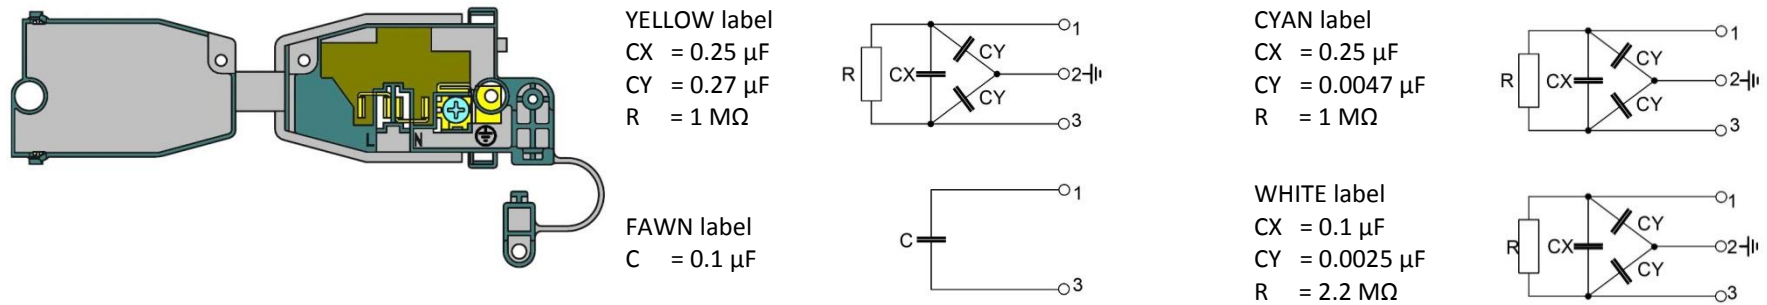 L N
YELLOW label
CX = 0.25 µF
CY = 0.27 µF
R = 1 MΩ
R CX CY CY 1 2 3
FAWN label
C = 0.1 µF
C 1 3
CYAN label
CX = 0.25 µF
CY = 0.0047 µF
R = 1 MΩ
R CX CY CY 1 2 3
WHITE label
CX = 0.1 µF
CY = 0.0025 µF
R = 2.2 MΩ
R CX CY CY 1 2 3